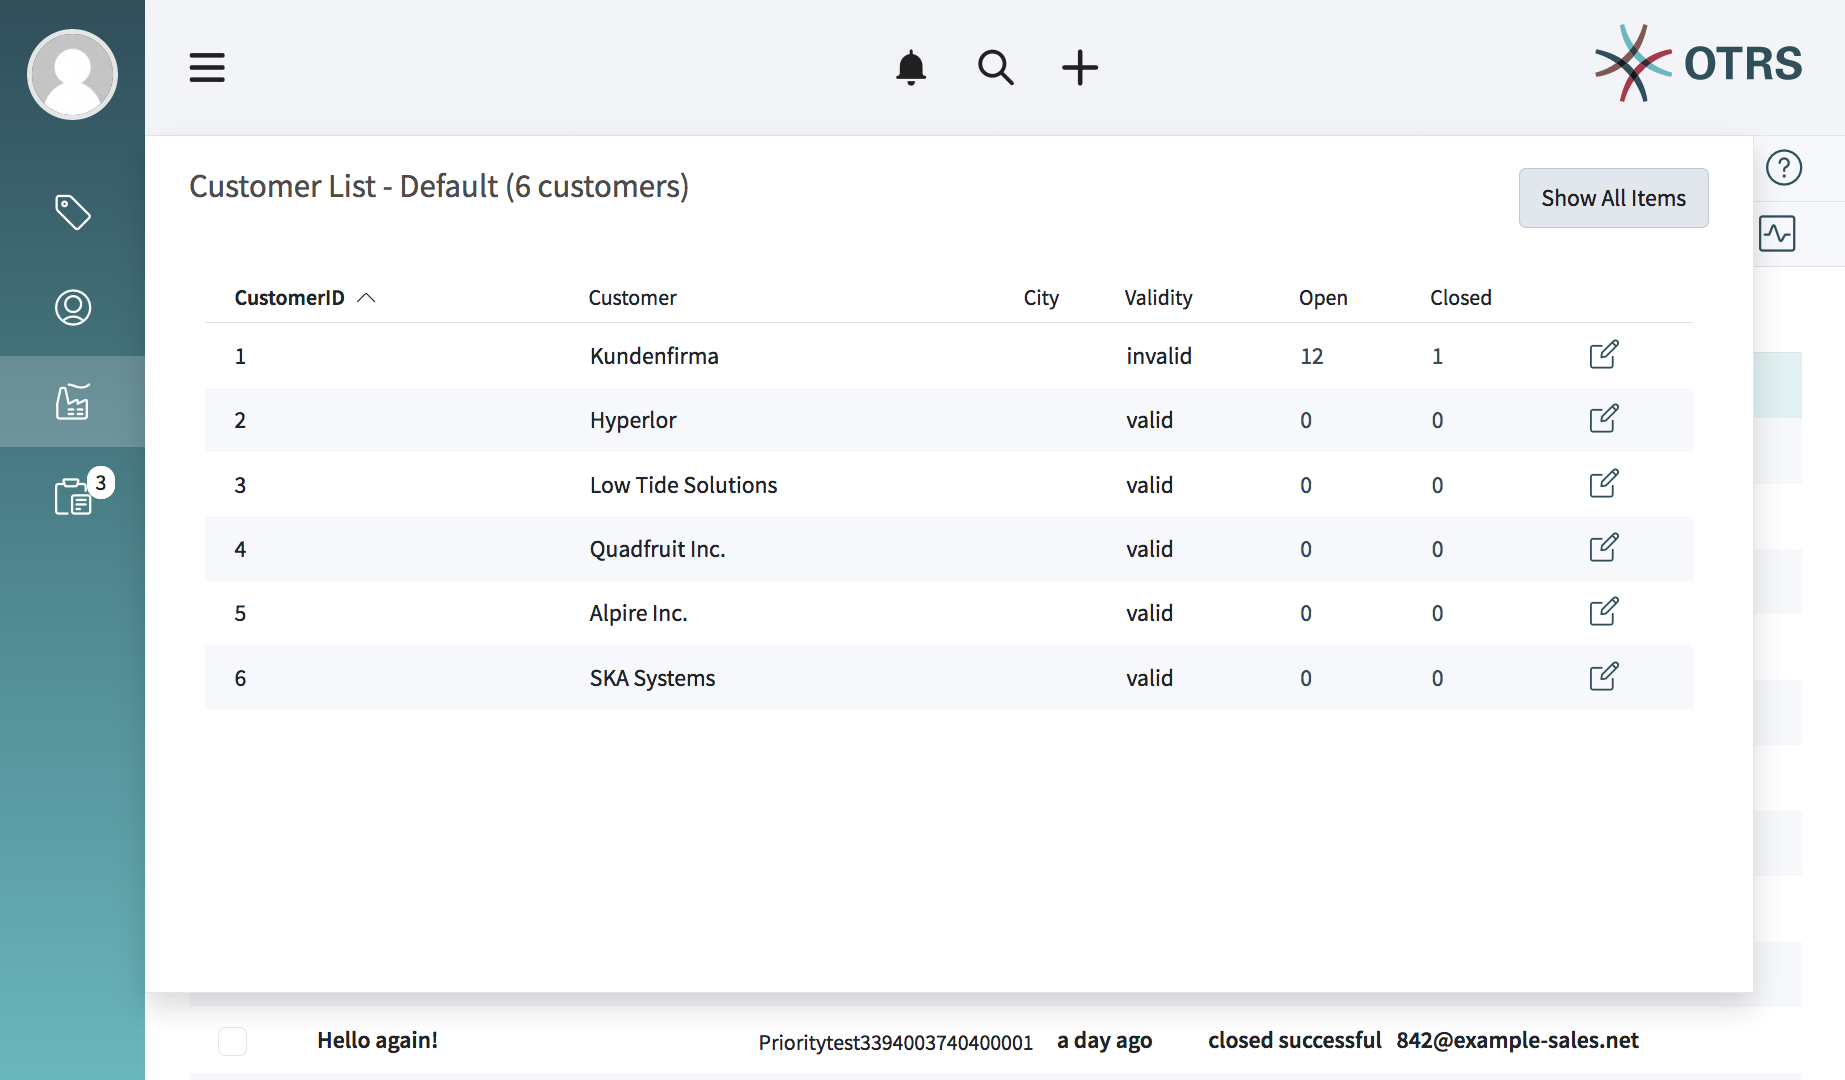 OTRS
Customer List - Default (6 customers)
Show All Items
CustomerID Customer City Validity Open Closed
1 Kundenfirma invalid 12 1
2 Hyperlor valid 0 0
3 Low Tide Solutions valid 0 0
3
4 Quadfruit Inc. valid 0 0
5 Alpire Inc. valid 0 0
6 SKA Systems valid 0 0
Hello again! Prioritytest3394003740400001 a day ago closed successful 842@example-sales.net